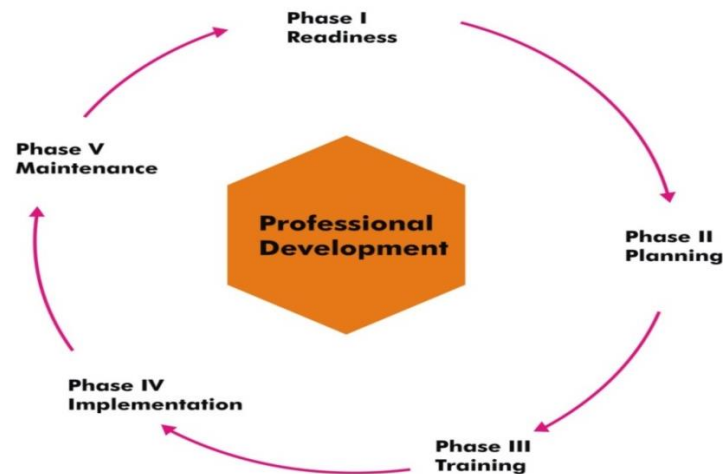 Phase I
Readiness
Phase II
Planning
Phase III
Training
Phase IV
Implementation
Phase V
Maintenance
Professional
Development